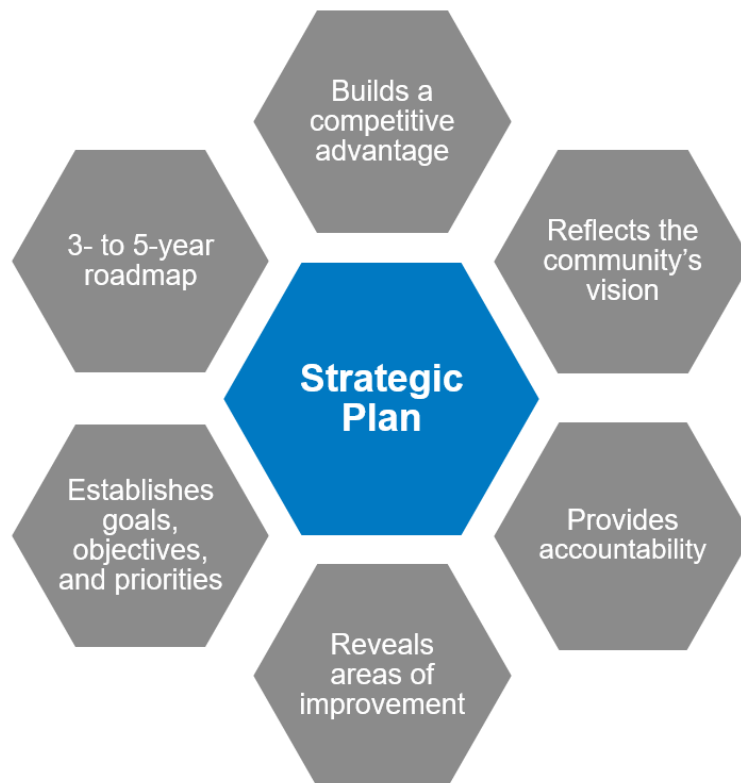 Builds a
competitive
advantage
Reflects the
community’s
vision
Provides
accountability
Reveals
areas of
improvement
Establishes
goals,
objectives,
and priorities
3- to 5-year
roadmap
Strategic
Plan